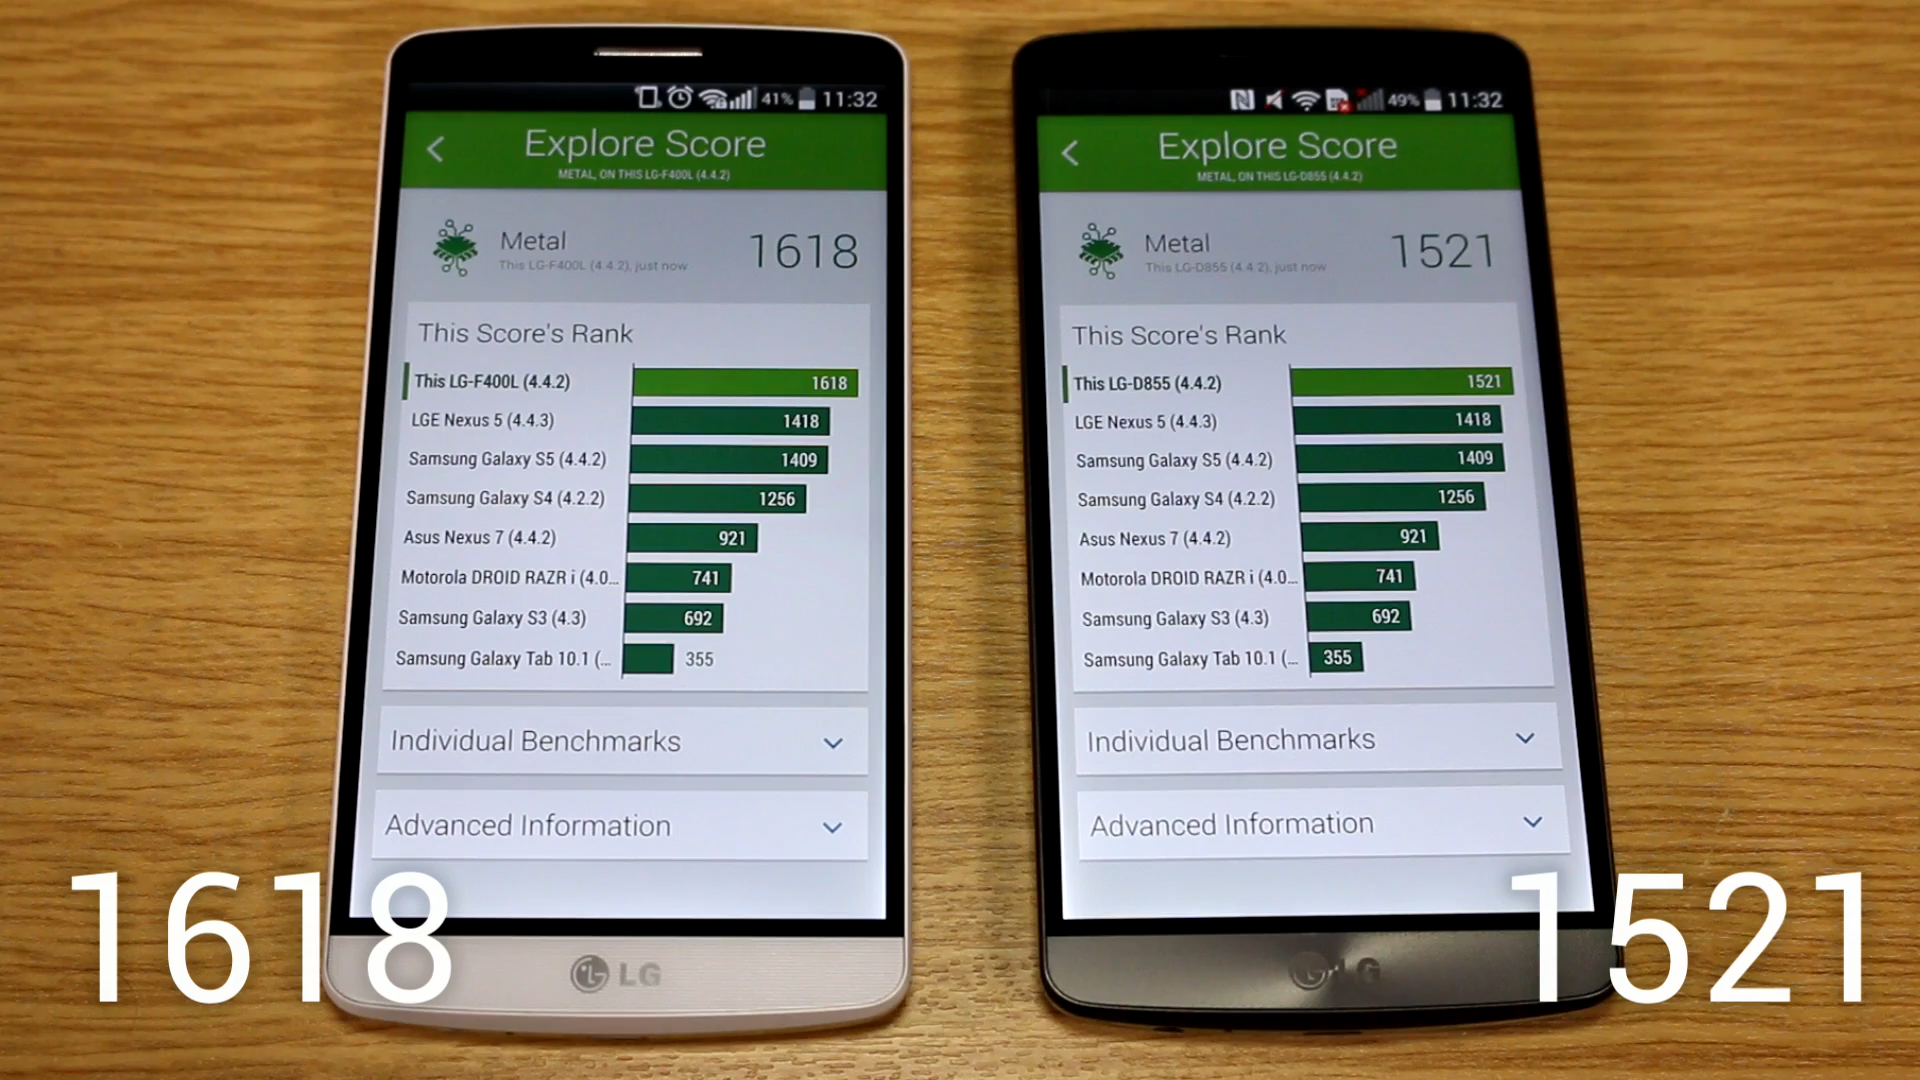 41% 11:32
Explore Score
METAL, ON THIS LG-F400L (4.4.2)
Metal
This LG-F400L (4.4.2), just now
1618
This Score's Rank
This LG-F400L (4.4.2) 1618
LGE Nexus 5 (4.4.3) 1418
Samsung Galaxy S5 (4.4.2) 1409
Samsung Galaxy S4 (4.2.2) 1256
Asus Nexus 7 (4.4.2) 921
Motorola DROID RAZR i (4.0... 741
Samsung Galaxy S3 (4.3) 692
Samsung Galaxy Tab 10.1 (... 355
Individual Benchmarks
Advanced Information
LG
1618
49% 11:32
Explore Score
METAL, ON THIS LG-D855 (4.4.2)
Metal
This LG-D855 (4.4.2), just now
1521
This Score's Rank
This LG-D855 (4.4.2) 1521
LGE Nexus 5 (4.4.3) 1418
Samsung Galaxy S5 (4.4.2) 1409
Samsung Galaxy S4 (4.2.2) 1256
Asus Nexus 7 (4.4.2) 921
Motorola DROID RAZR i (4.0... 741
Samsung Galaxy S3 (4.3) 692
Samsung Galaxy Tab 10.1 (... 355
Individual Benchmarks
Advanced Information
LG
1521